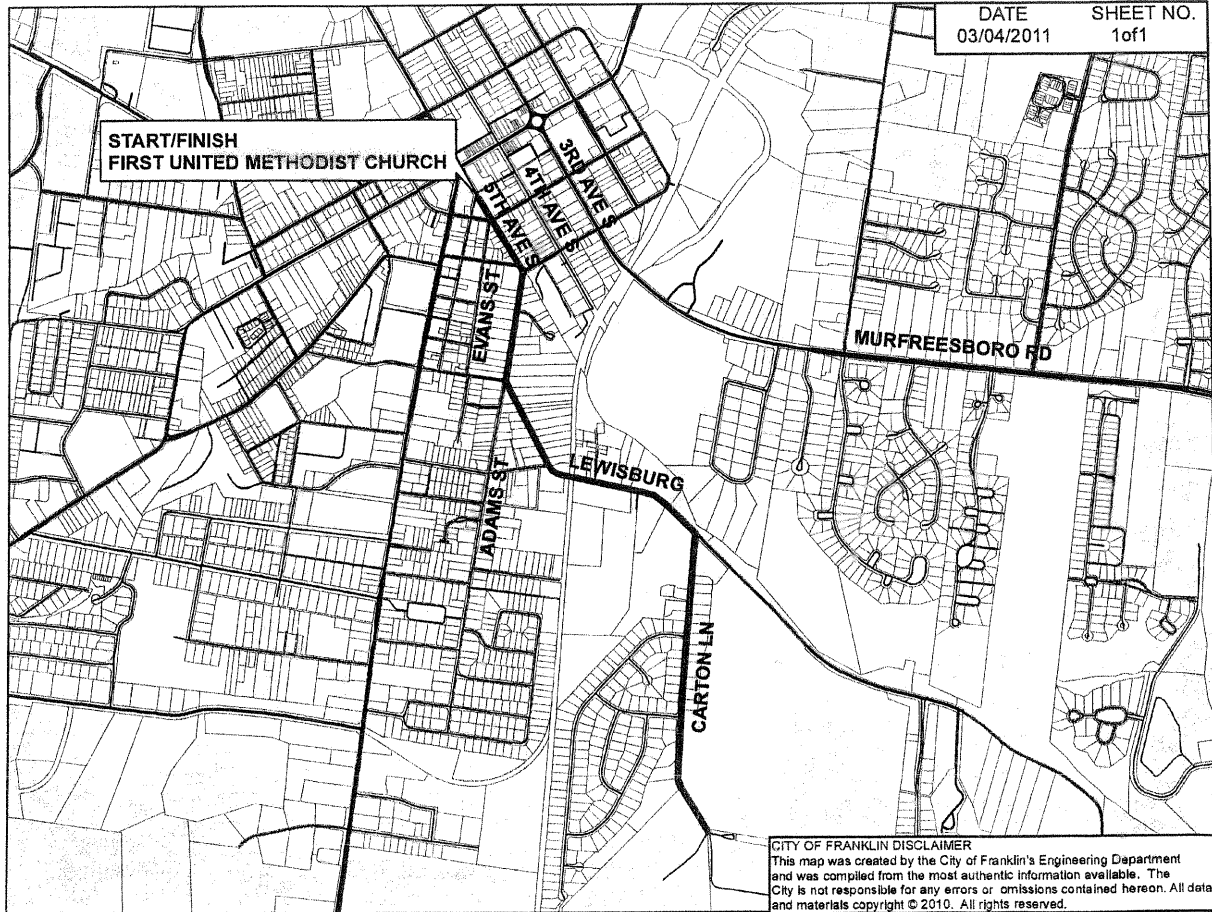 DATE SHEET NO.
03/04/2011 1of1
START/FINISH
FIRST UNITED METHODIST CHURCH
3RD AVE S
4TH AVE S
5TH AVE S
EVANS ST
MURFREESBORO RD
LEWISBURG
ADAMS ST
CARTON LN
CITY OF FRANKLIN DISCLAIMER
This map was created by the City of Franklin's Engineering Department
and was compiled from the most authentic information available. The
City is not responsible for any errors or omissions contained hereon. All data
and materials copyright © 2010. All rights reserved.